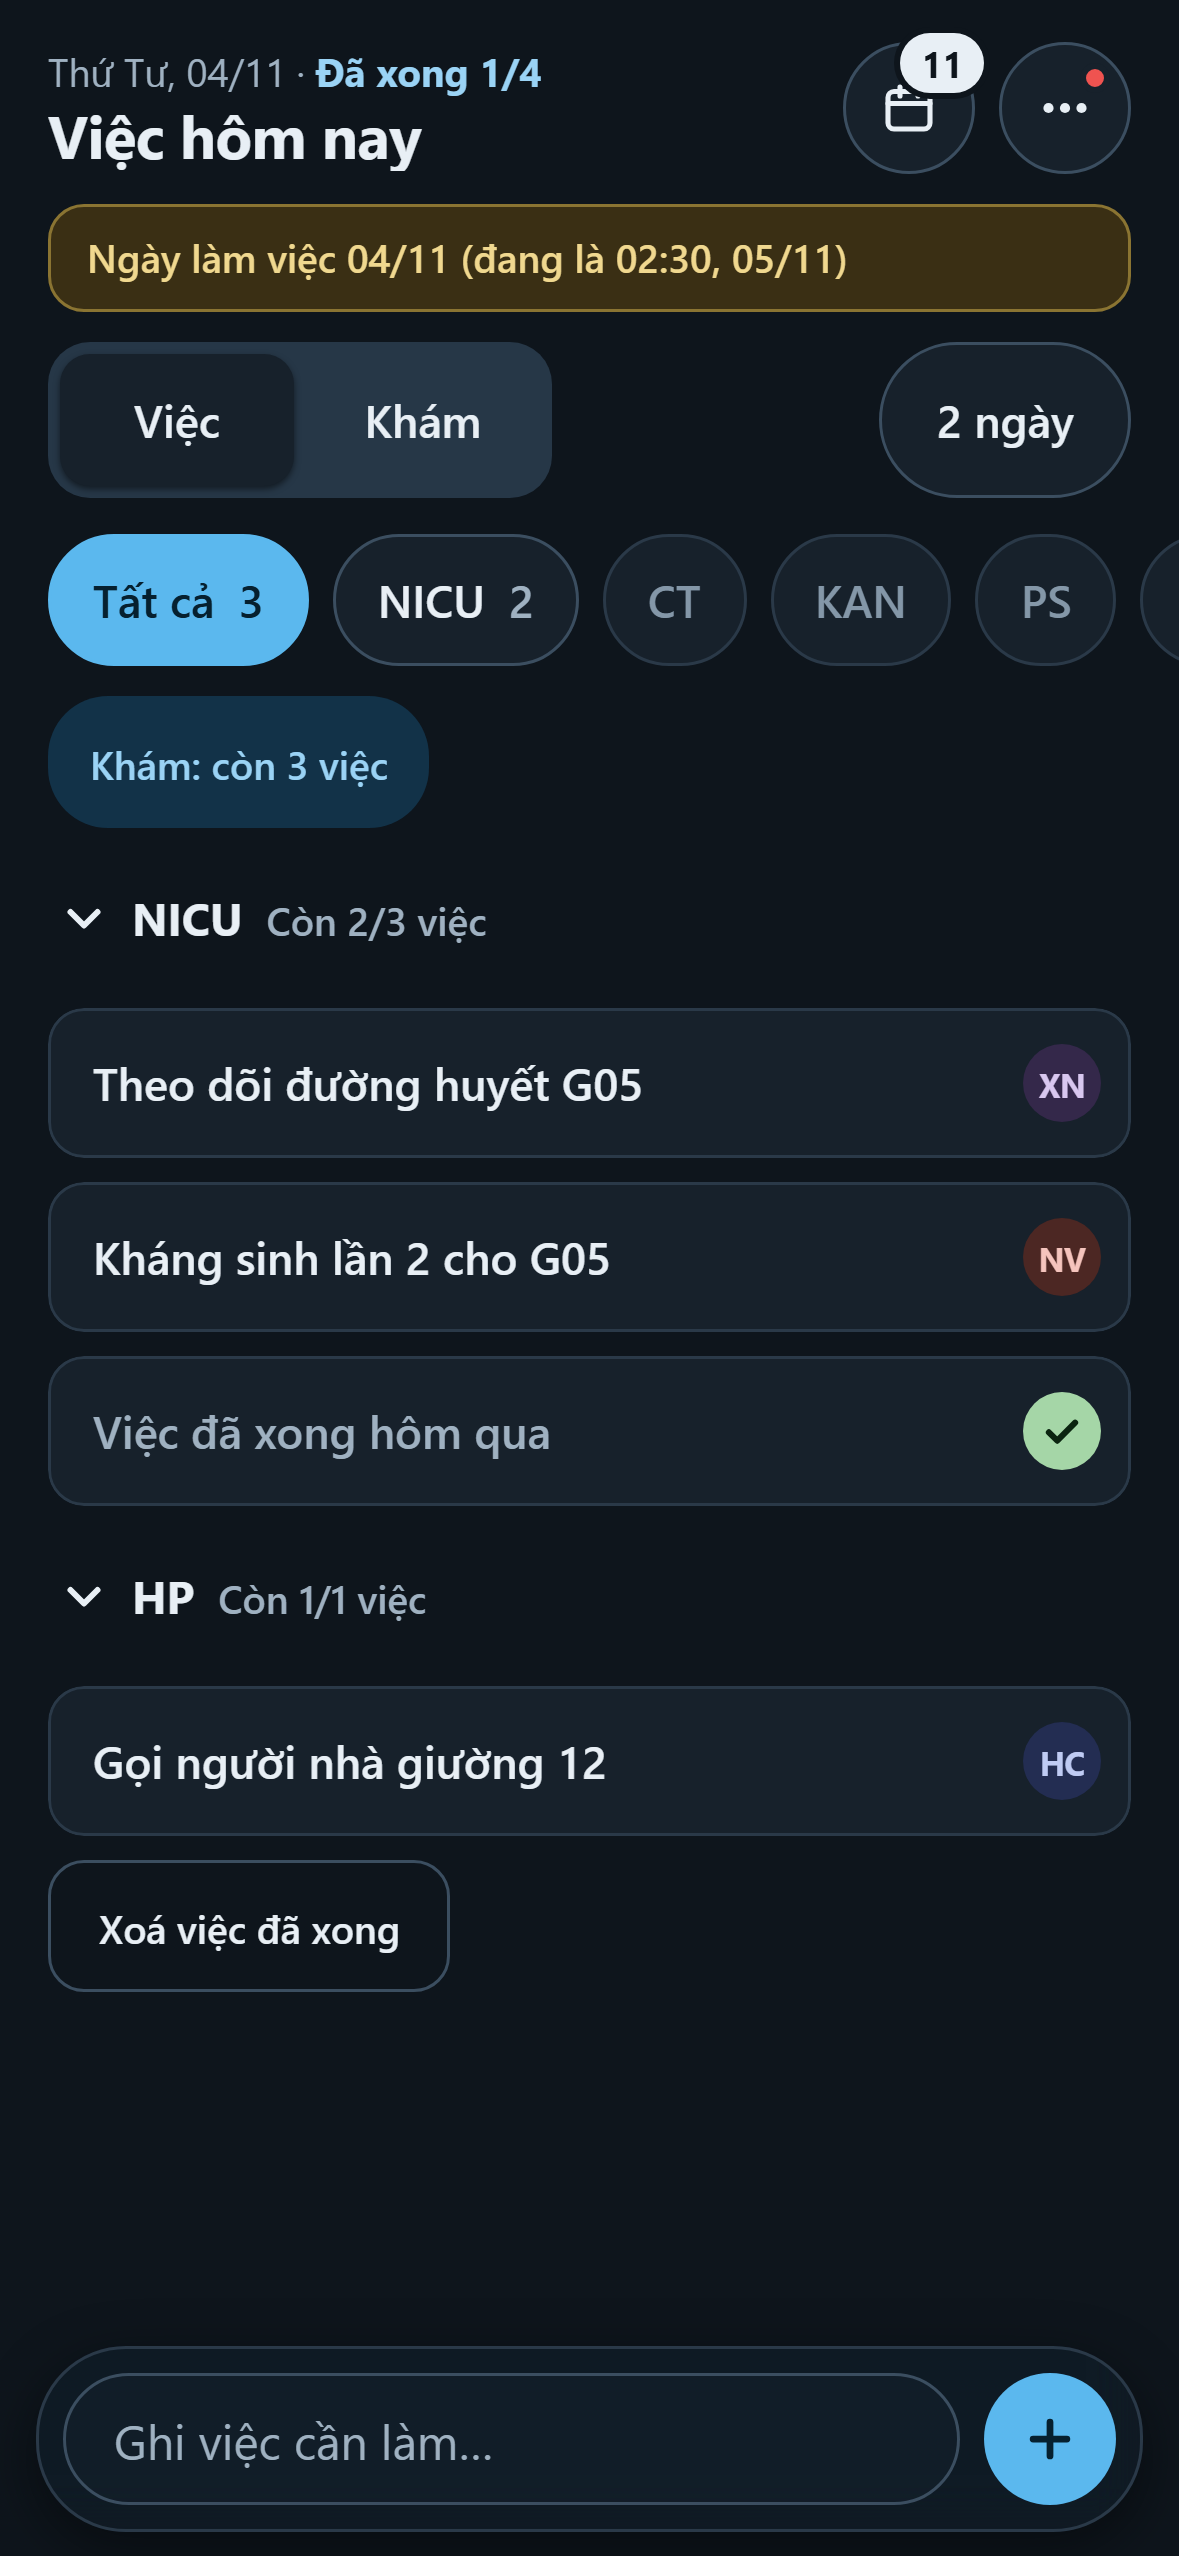 Thứ Tư, 04/11 · Đã xong 1/4
11
Việc hôm nay
Ngày làm việc 04/11 (đang là 02:30, 05/11)
Việc
Khám
2 ngày
Tất cả 3
NICU 2
CT
KAN
PS
Khám: còn 3 việc
NICU Còn 2/3 việc
Theo dõi đường huyết G05
XN
Kháng sinh lần 2 cho G05
NV
Việc đã xong hôm qua
HP Còn 1/1 việc
Gọi người nhà giường 12
HC
Xoá việc đã xong
Ghi việc cần làm...